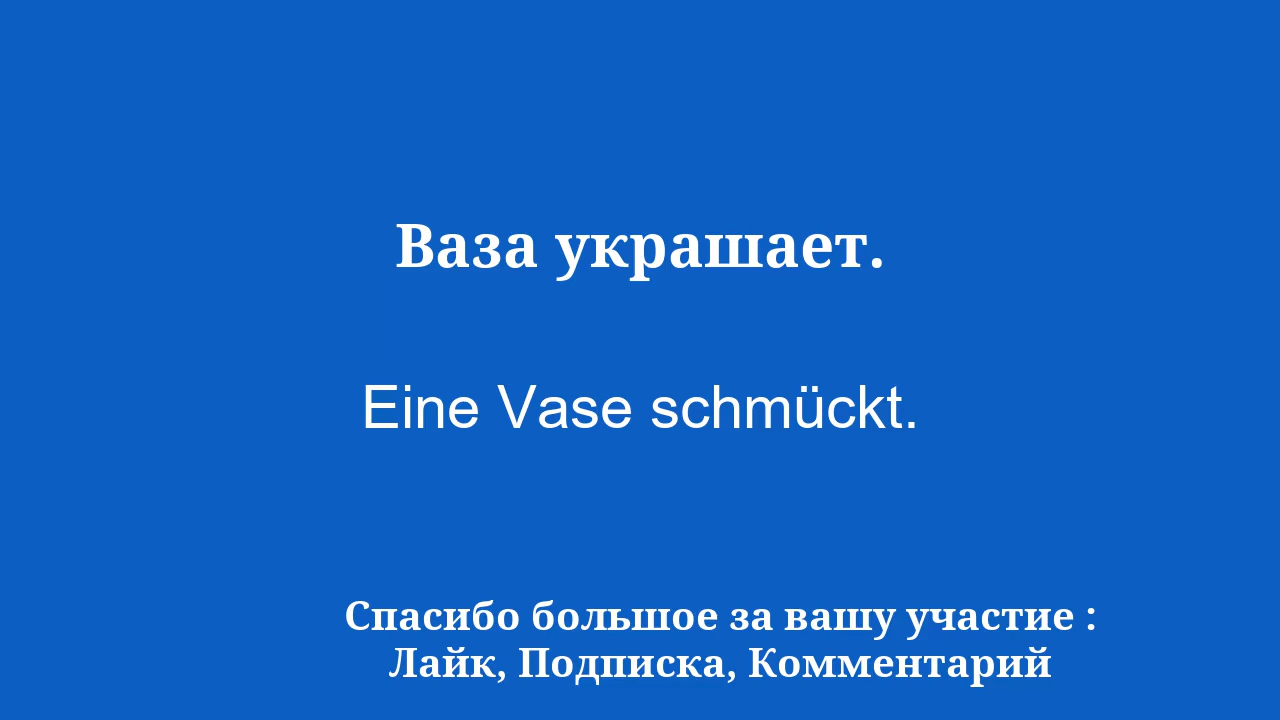 Ваза украшает.
Eine Vase schmückt.
Спасибо большое за вашу участие :
Лайк, Подписка, Комментарий